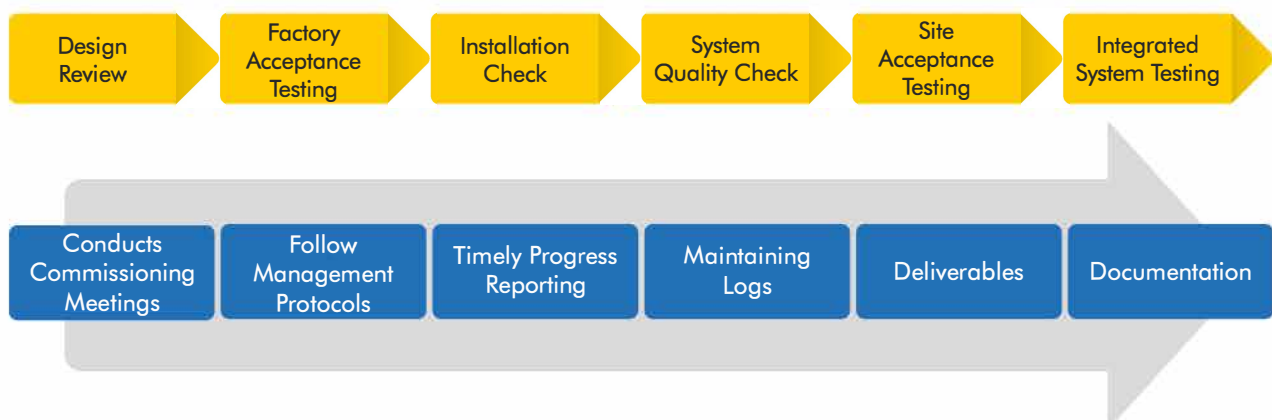 Design
Review
Factory
Acceptance
Testing
Installation
Check
System
Quality Check
Site
Acceptance
Testing
Integrated
System Testing
Conducts
Commissioning
Meetings
Follow
Management
Protocols
Timely Progress
Reporting
Maintaining
Logs
Deliverables
Documentation